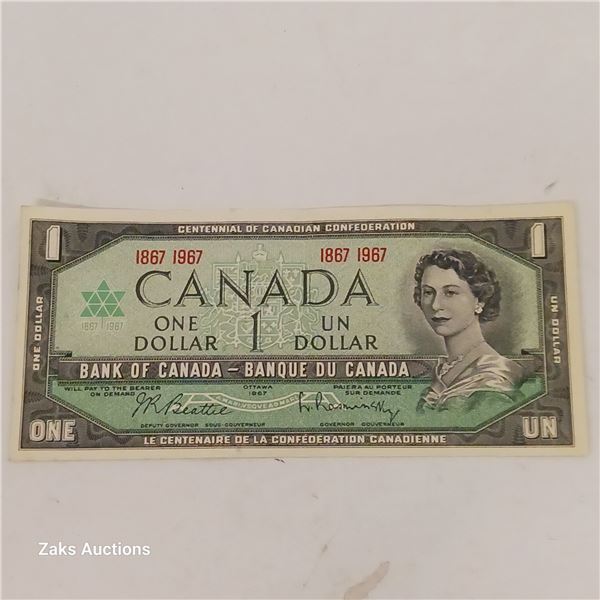 CENTENNIAL OF CANADIAN CONFEDERATION
1
1867 1967
1867 1967
1
CANADA
1867 | 1967
ONE DOLLAR
1
UN DOLLAR
ONE DOLLAR
UN DOLLAR
BANK OF CANADA – BANQUE DU CANADA
WILL PAY TO THE BEARER ON DEMAND
OTTAWA 1967
PAIERA AU PORTEUR SUR DEMANDE
J.R. Beattie
L. Rasminsky
DEPUTY GOVERNOR SOUS-GOUVERNEUR
GOVERNOR GOUVERNEUR
ONE
UN
LE CENTENAIRE DE LA CONFÉDÉRATION CANADIENNE
Zaks Auctions